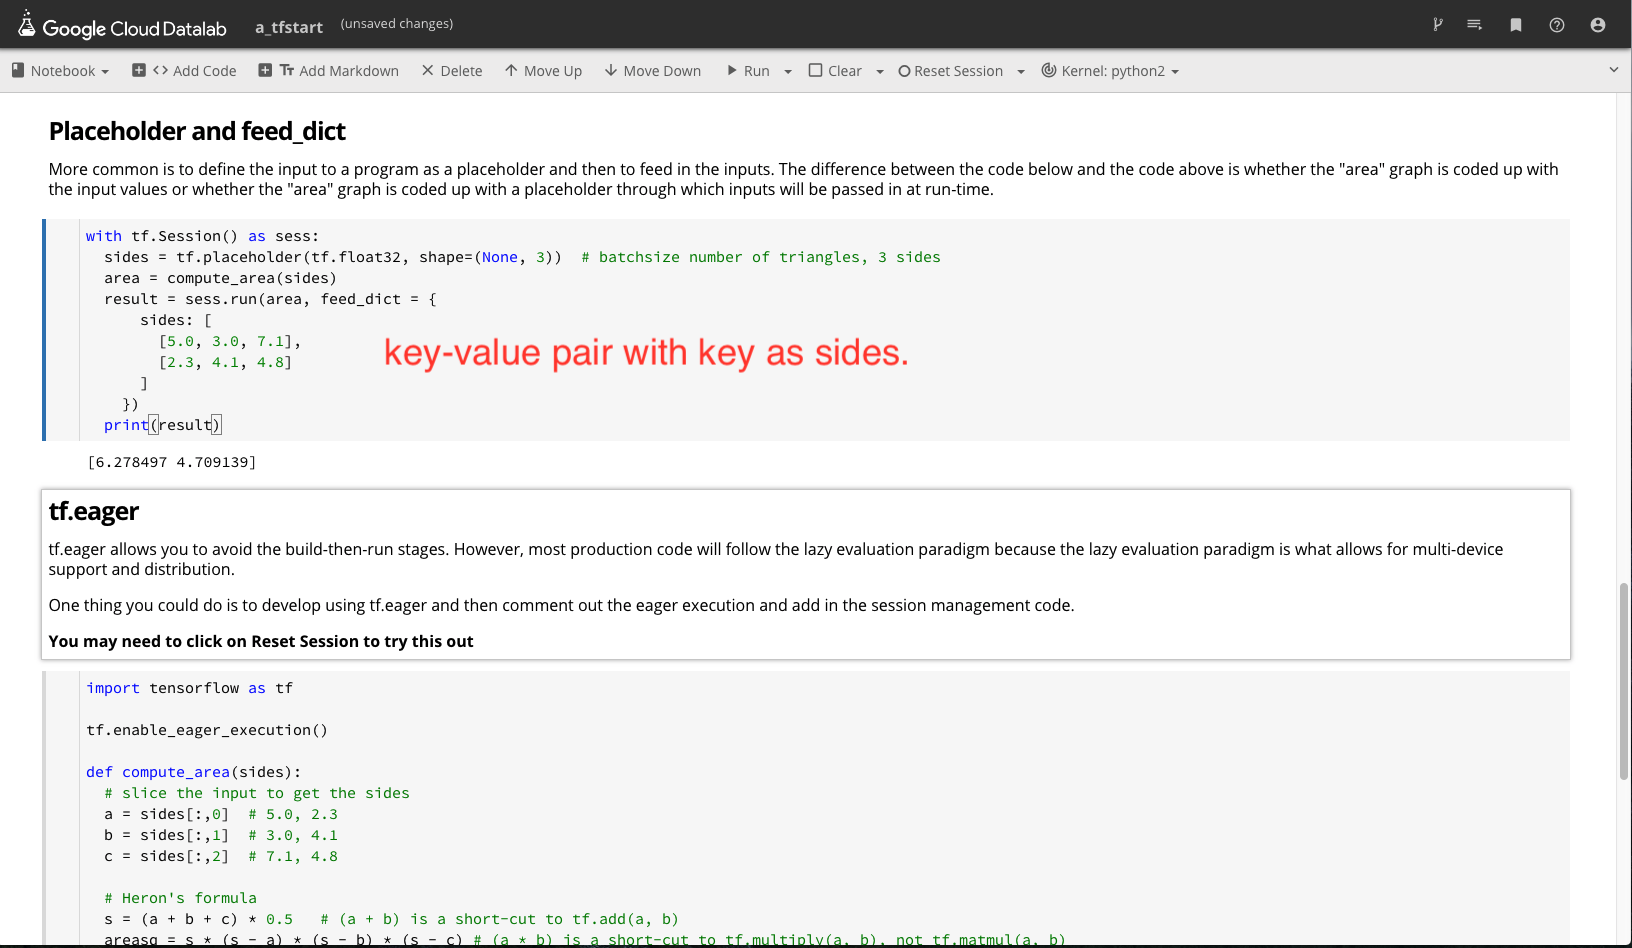 Google Cloud Datalab a_tfstart (unsaved changes)
Notebook Add Code Add Markdown Delete Move Up Move Down Run Clear Reset Session Kernel: python2
Placeholder and feed_dict
More common is to define the input to a program as a placeholder and then to feed in the inputs. The difference between the code below and the code above is whether the "area" graph is coded up with
the input values or whether the "area" graph is coded up with a placeholder through which inputs will be passed in at run-time.
with tf.Session() as sess:
  sides = tf.placeholder(tf.float32, shape=(None, 3))  # batchsize number of triangles, 3 sides
  area = compute_area(sides)
  result = sess.run(area, feed_dict = {
      sides: [
        [5.0, 3.0, 7.1],
        [2.3, 4.1, 4.8]
key-value pair with key as sides.
      ]
    })
  print(result)
[6.278497 4.709139]
tf.eager
tf.eager allows you to avoid the build-then-run stages. However, most production code will follow the lazy evaluation paradigm because the lazy evaluation paradigm is what allows for multi-device
support and distribution.
One thing you could do is to develop using tf.eager and then comment out the eager execution and add in the session management code.
You may need to click on Reset Session to try this out
import tensorflow as tf
tf.enable_eager_execution()
def compute_area(sides):
  # slice the input to get the sides
  a = sides[:,0]  # 5.0, 2.3
  b = sides[:,1]  # 3.0, 4.1
  c = sides[:,2]  # 7.1, 4.8
  # Heron's formula
  s = (a + b + c) * 0.5   # (a + b) is a short-cut to tf.add(a, b)
  areasq = s * (s - a) * (s - b) * (s - c) # (a * b) is a short-cut to tf.multiply(a, b), not tf.matmul(a, b)